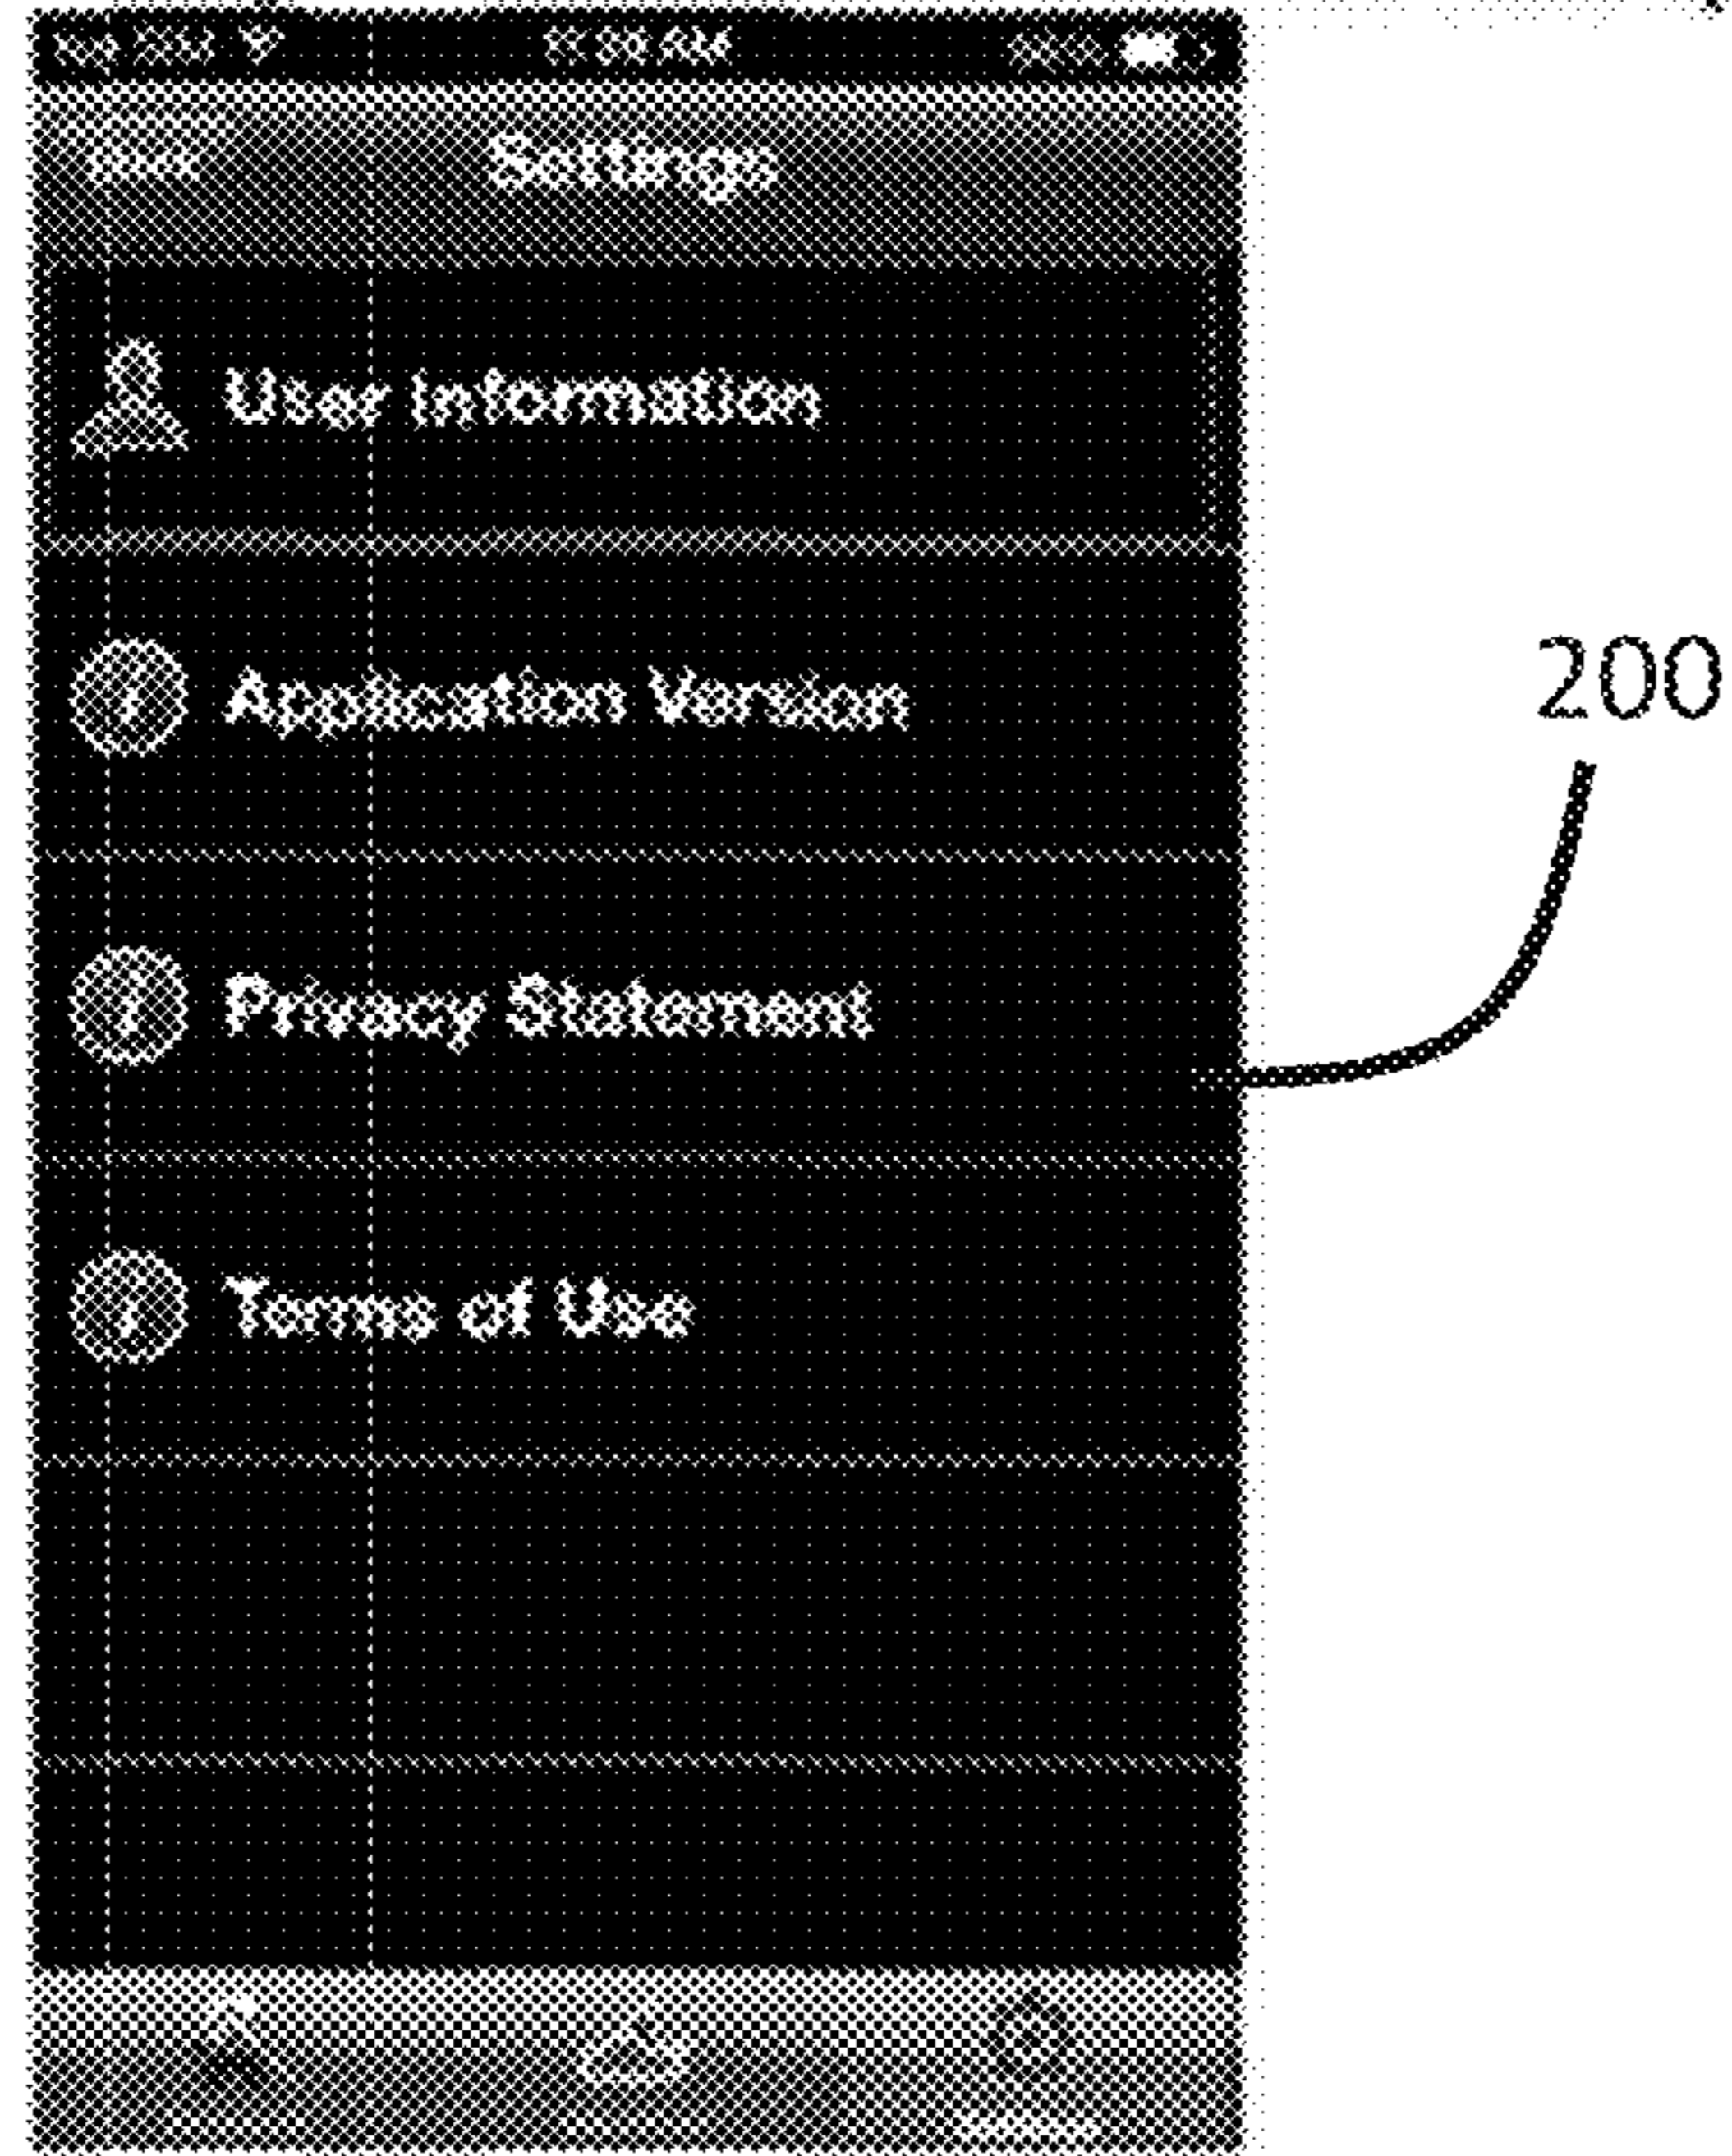 Settings
User Information
Application Version
200
Privacy Statement
Terms of Use